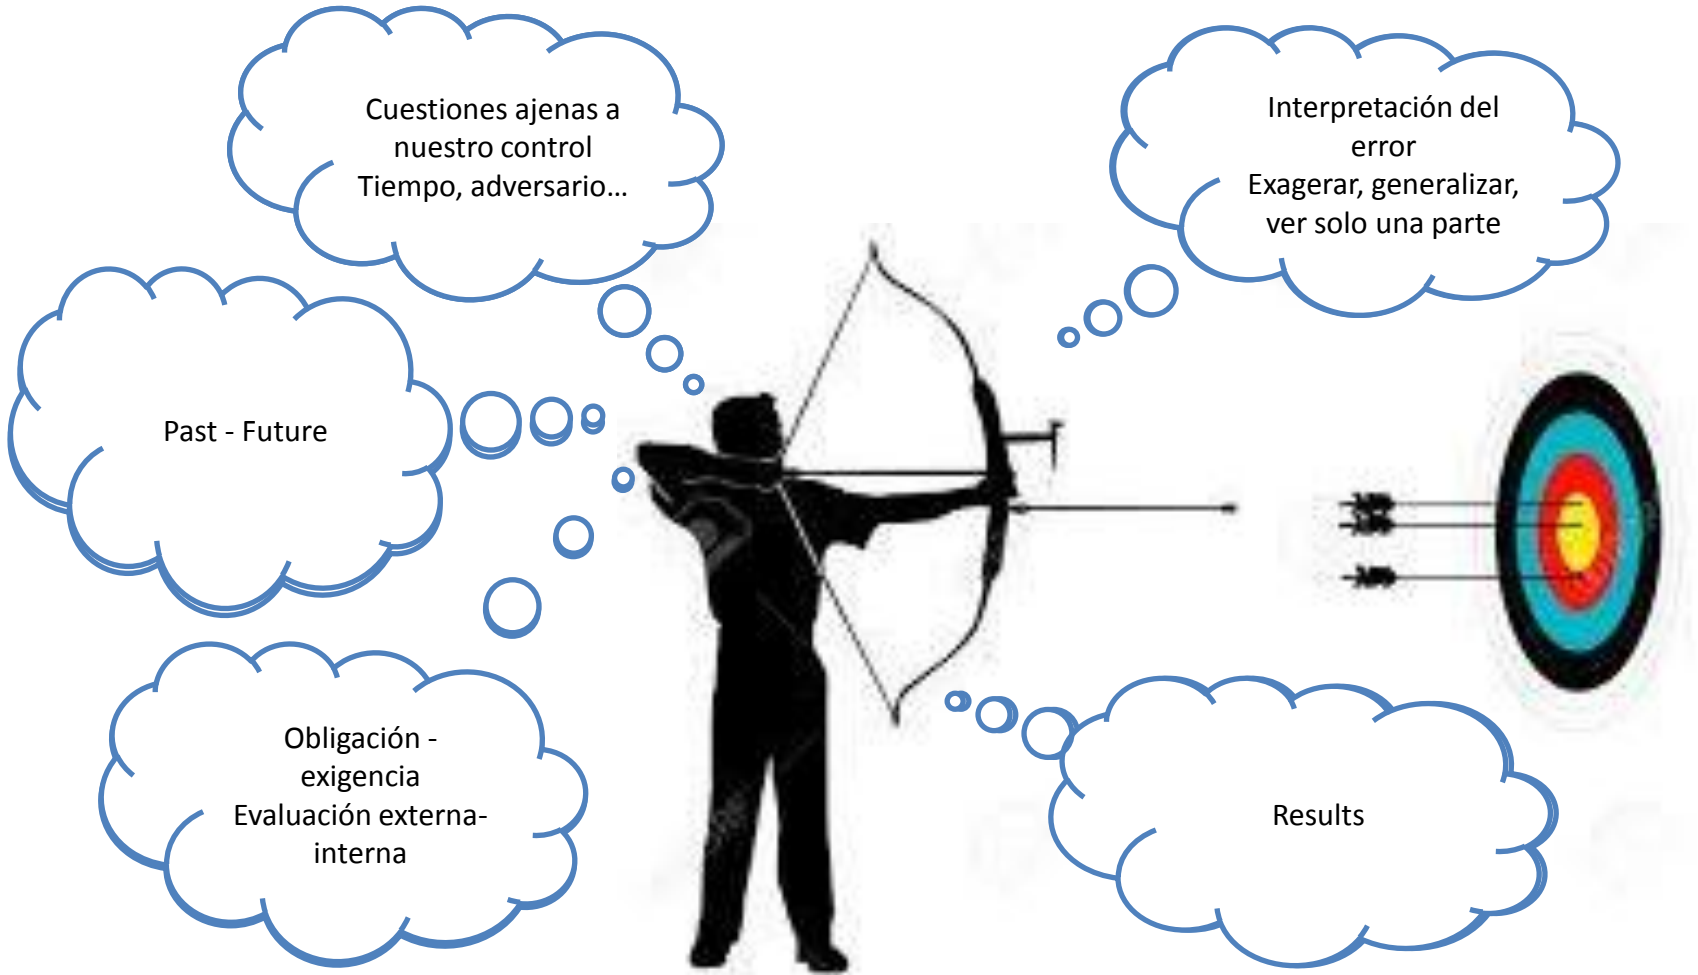 Cuestiones ajenas a
nuestro control
Tiempo, adversario...
Interpretación del
error
Exagerar, generalizar,
ver solo una parte
Past - Future
Obligación -
exigencia
Evaluación externa-
interna
Results